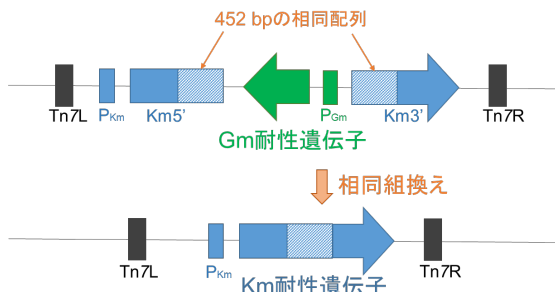 452 bpの相同配列
Tn7L
PKm
Km5’
PGm
Km3’
Tn7R
Gm耐性遺伝子
相同組換え
Tn7L
PKm
Km耐性遺伝子
Tn7R